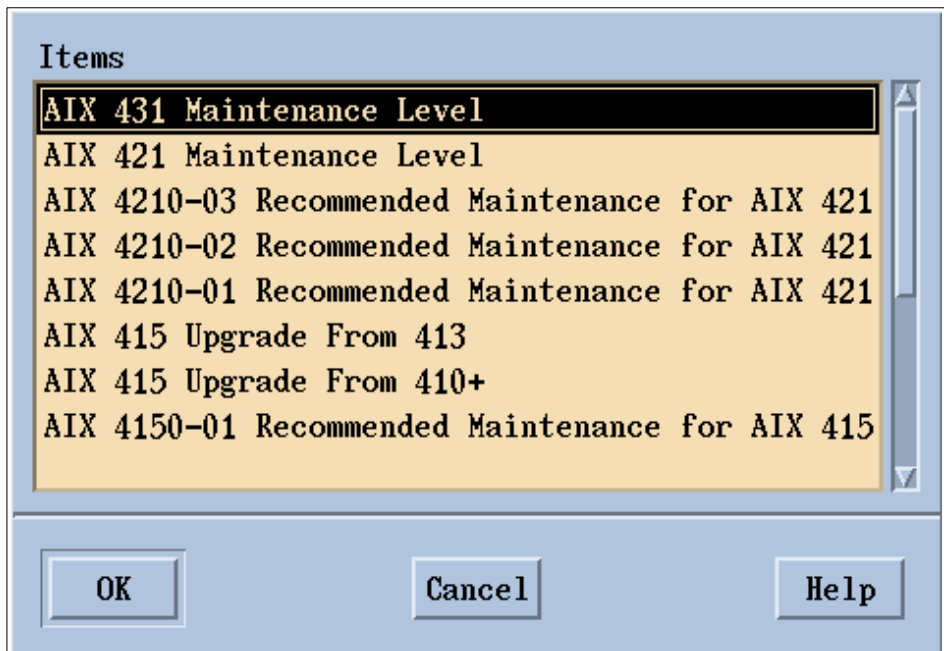 Items
AIX 431 Maintenance Level
AIX 421 Maintenance Level
AIX 4210-03 Recommended Maintenance for AIX 421
AIX 4210-02 Recommended Maintenance for AIX 421
AIX 4210-01 Recommended Maintenance for AIX 421
AIX 415 Upgrade From 413
AIX 415 Upgrade From 410+
AIX 4150-01 Recommended Maintenance for AIX 415
OK Cancel Help